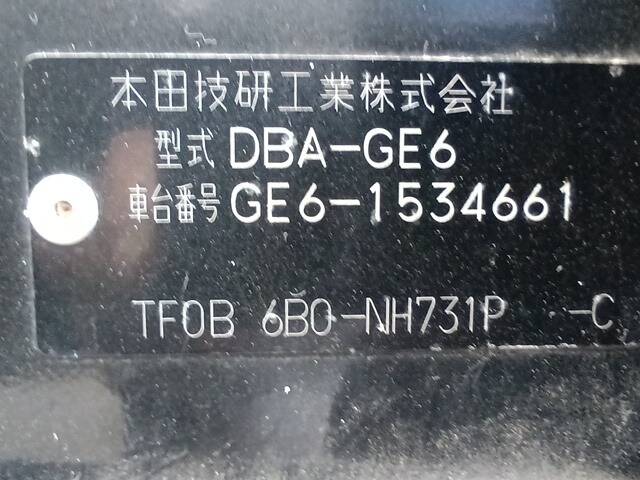 本田技研工業株式会社
型式 DBA-GE6
車台番号 GE6-1534661
TF0B 6B0-NH731P -C